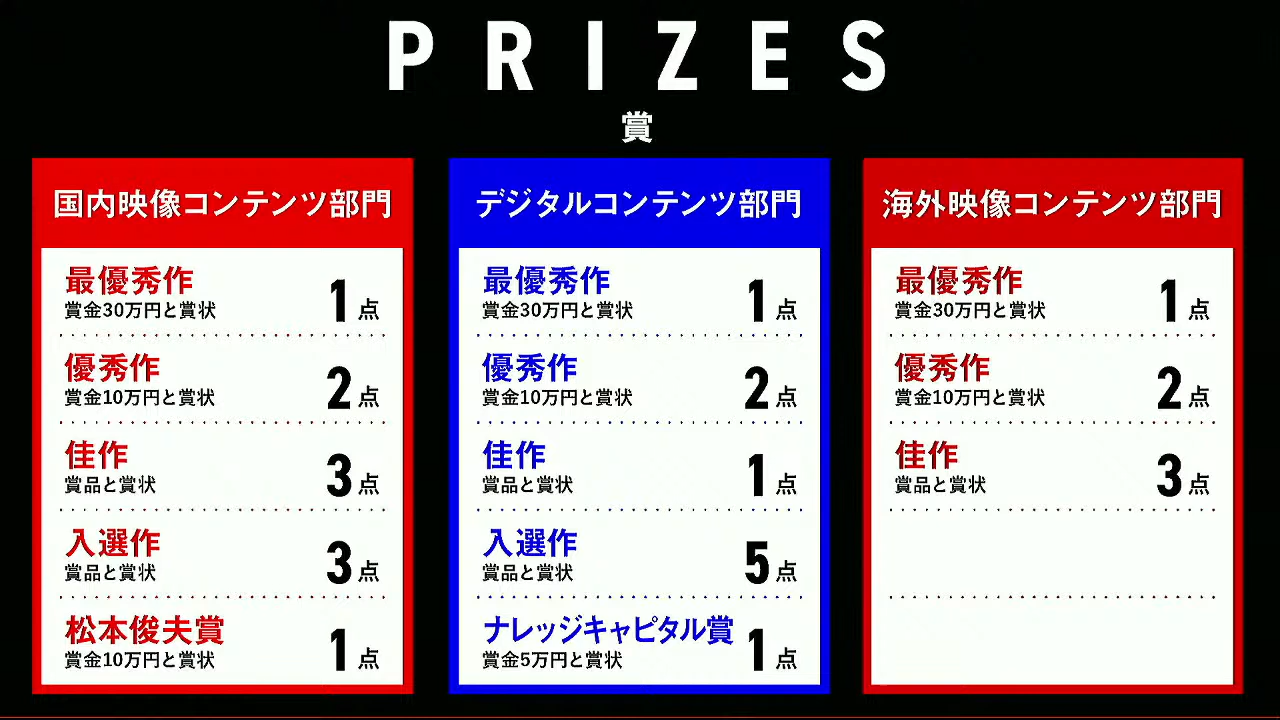 PRIZES
賞
国内映像コンテンツ部門
最優秀作
賞金30万円と賞状
1点
優秀作
賞金10万円と賞状
2点
佳作
賞品と賞状
3点
入選作
賞品と賞状
3点
松本俊夫賞
賞金10万円と賞状
1点
デジタルコンテンツ部門
最優秀作
賞金30万円と賞状
1点
優秀作
賞金10万円と賞状
2点
佳作
賞品と賞状
1点
入選作
賞品と賞状
5点
ナレッジキャピタル賞
賞金5万円と賞状
1点
海外映像コンテンツ部門
最優秀作
賞金30万円と賞状
1点
優秀作
賞金10万円と賞状
2点
佳作
賞品と賞状
3点